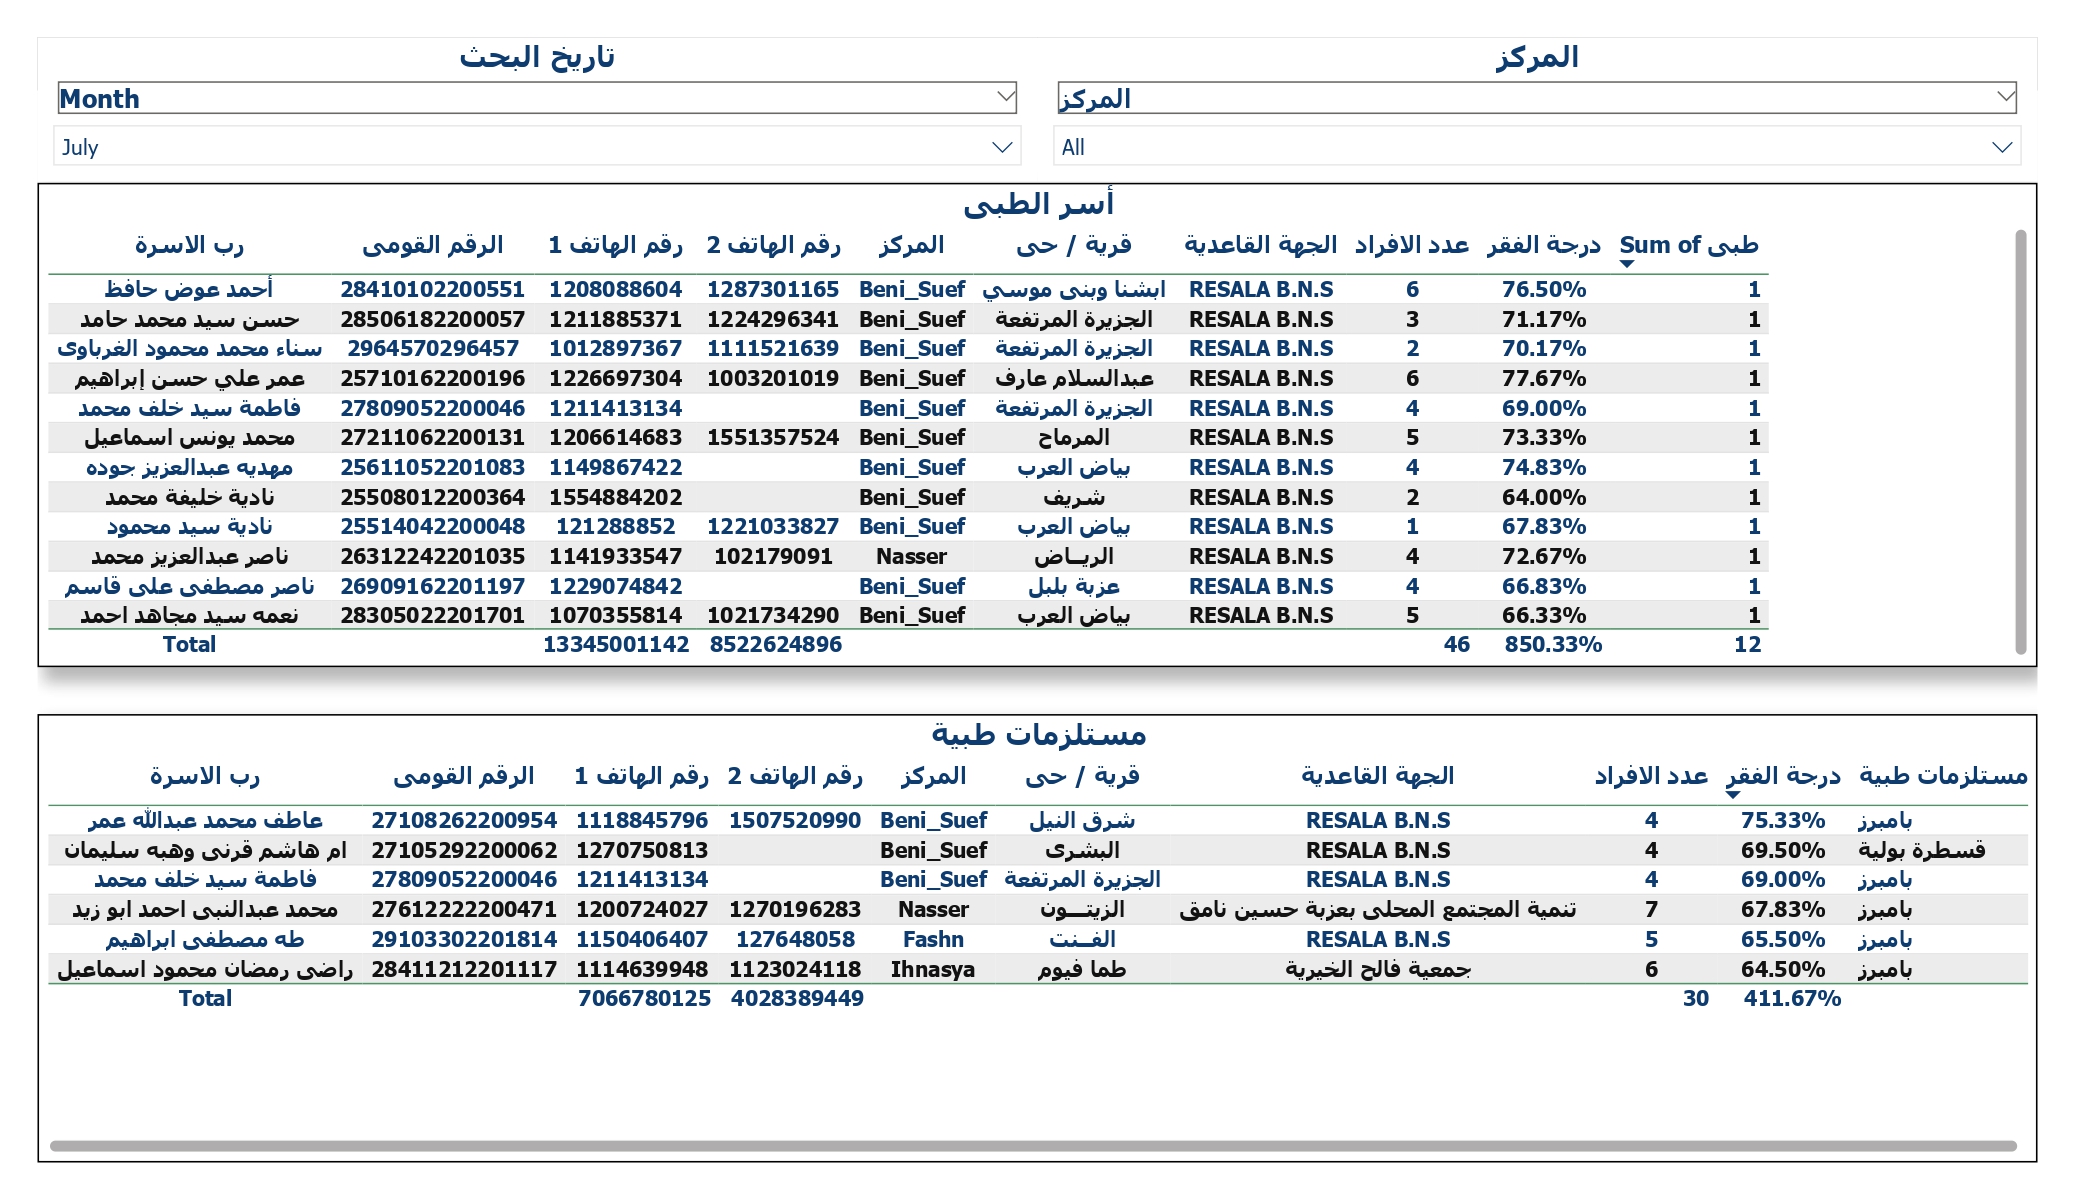 تاريخ البحث
المركز
Month
المركز
July
All
أسر الطبى
رب الاسرة الرقم القومى رقم الهاتف 1 رقم الهاتف 2 المركز قرية / حى الجهة القاعدية عدد الافراد درجة الفقر Sum of طبى
أحمد عوض حافظ 28410102200551 1208088604 1287301165 Beni_Suef ابشنا وبنى موسي RESALA B.N.S 6 76.50% 1
حسن سيد محمد حامد 28506182200057 1211885371 1224296341 Beni_Suef الجزيرة المرتفعة RESALA B.N.S 3 71.17% 1
سناء محمد محمود الغرباوى 2964570296457 1012897367 1111521639 Beni_Suef الجزيرة المرتفعة RESALA B.N.S 2 70.17% 1
عمر علي حسن إبراهيم 25710162200196 1226697304 1003201019 Beni_Suef عبدالسلام عارف RESALA B.N.S 6 77.67% 1
فاطمة سيد خلف محمد 27809052200046 1211413134 Beni_Suef الجزيرة المرتفعة RESALA B.N.S 4 69.00% 1
محمد يونس اسماعيل 27211062200131 1206614683 1551357524 Beni_Suef المرماح RESALA B.N.S 5 73.33% 1
مهديه عبدالعزيز جوده 25611052201083 1149867422 Beni_Suef بياض العرب RESALA B.N.S 4 74.83% 1
نادية خليفة محمد 25508012200364 1554884202 Beni_Suef شريف RESALA B.N.S 2 64.00% 1
نادية سيد محمود 25514042200048 121288852 1221033827 Beni_Suef بياض العرب RESALA B.N.S 1 67.83% 1
ناصر عبدالعزيز محمد 26312242201035 1141933547 102179091 Nasser الريــاض RESALA B.N.S 4 72.67% 1
ناصر مصطفى على قاسم 26909162201197 1229074842 Beni_Suef عزبة بلبل RESALA B.N.S 4 66.83% 1
نعمه سيد مجاهد احمد 28305022201701 1070355814 1021734290 Beni_Suef بياض العرب RESALA B.N.S 5 66.33% 1
Total 13345001142 8522624896 46 850.33% 12
مستلزمات طبية
رب الاسرة الرقم القومى رقم الهاتف 1 رقم الهاتف 2 المركز قرية / حى الجهة القاعدية عدد الافراد درجة الفقر مستلزمات طبية
عاطف محمد عبدالله عمر 27108262200954 1118845796 1507520990 Beni_Suef شرق النيل RESALA B.N.S 4 75.33% بامبرز
ام هاشم قرنى وهبه سليمان 27105292200062 1270750813 Beni_Suef البشرى RESALA B.N.S 4 69.50% قسطرة بولية
فاطمة سيد خلف محمد 27809052200046 1211413134 Beni_Suef الجزيرة المرتفعة RESALA B.N.S 4 69.00% بامبرز
محمد عبدالنبى احمد ابو زيد 27612222200471 1200724027 1270196283 Nasser الزيتـــون تنمية المجتمع المحلى بعزبة حسين نامق 7 67.83% بامبرز
طه مصطفى ابراهيم 29103302201814 1150406407 127648058 Fashn الفــنت RESALA B.N.S 5 65.50% بامبرز
راضى رمضان محمود اسماعيل 28411212201117 1114639948 1123024118 Ihnasya طما فيوم جمعية فالح الخيرية 6 64.50% بامبرز
Total 7066780125 4028389449 30 411.67%